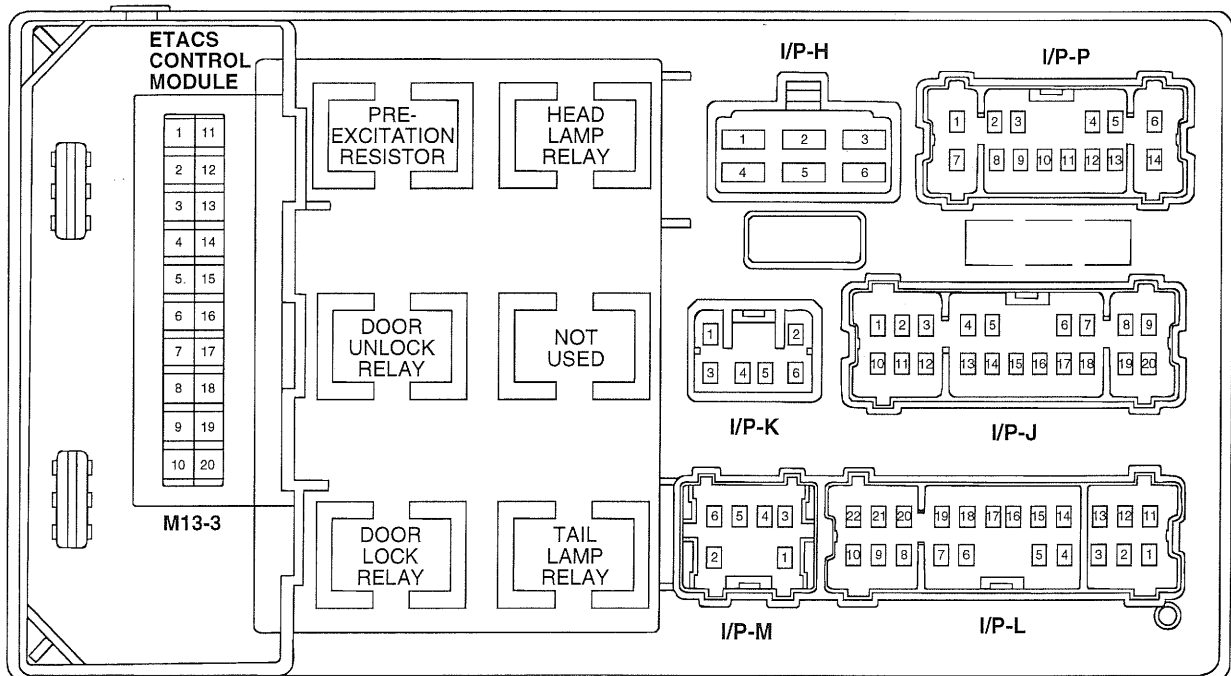 ETACS
CONTROL
MODULE
1 11
2 12
3 13
4 14
5. 15
6 16
7 17
8 18
9 19
10 20
M13-3
PRE-
EXCITATION
RESISTOR
HEAD
LAMP
RELAY
DOOR
UNLOCK
RELAY
NOT
USED
DOOR
LOCK
RELAY
TAIL
LAMP
RELAY
I/P-H
1 2 3
4 5 6
I/P-P
1 2 3 4 5 6
7 8 9 10 11 12 13 14
1 2
3 4 5 6
I/P-K
1 2 3 4 5 6 7 8 9
10 11 12 13 14 15 16 17 18 19 20
I/P-J
6 5 4 3
2 1
I/P-M
22 21 20 19 18 17 16 15 14 13 12 11
10 9 8 7 6 5 4 3 2 1
I/P-L